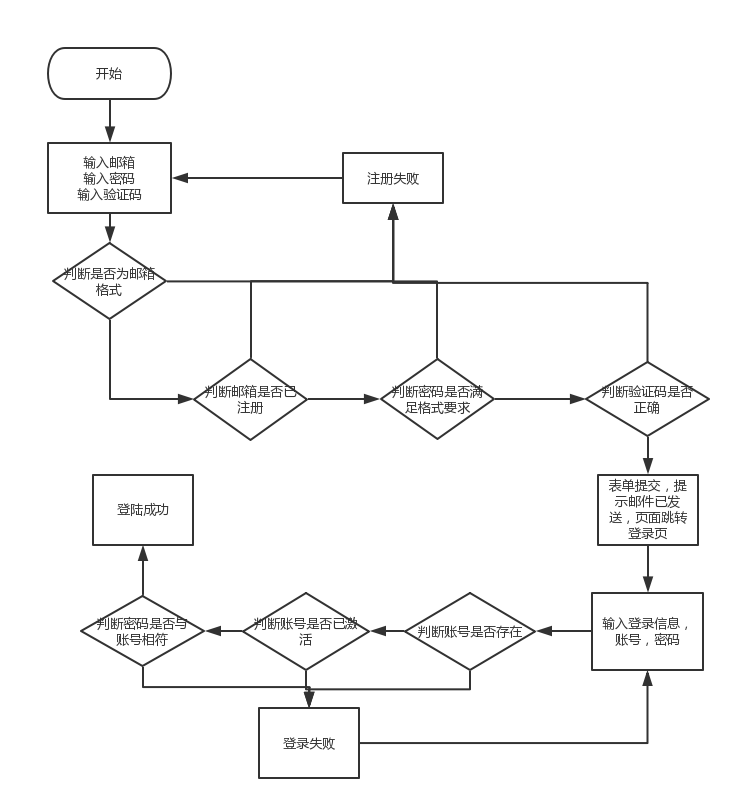 开始
输入邮箱
输入密码
输入验证码
注册失败
判断是否为邮箱
格式
判断邮箱是否已
注册
判断密码是否满
足格式要求
判断验证码是否
正确
登陆成功
表单提交，提
示邮件已发
送，页面跳转
登录页
判断密码是否与
账号相符
判断账号是否已激
活
判断账号是否存在
输入登录信息，
账号，密码
登录失败